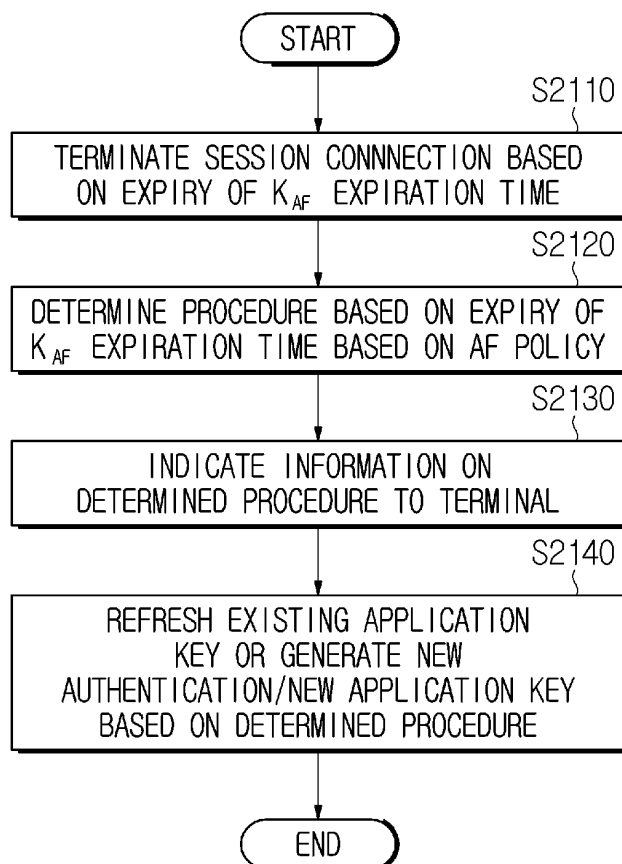 START
S2110
TERMINATE SESSION CONNNECTION BASED
ON EXPIRY OF KAF EXPIRATION TIME
S2120
DETERMINE PROCEDURE BASED ON EXPIRY OF
KAF EXPIRATION TIME BASED ON AF POLICY
S2130
INDICATE INFORMATION ON
DETERMINED PROCEDURE TO TERMINAL
S2140
REFRESH EXISTING APPLICATION
KEY OR GENERATE NEW
AUTHENTICATION/NEW APPLICATION KEY
BASED ON DETERMINED PROCEDURE
END